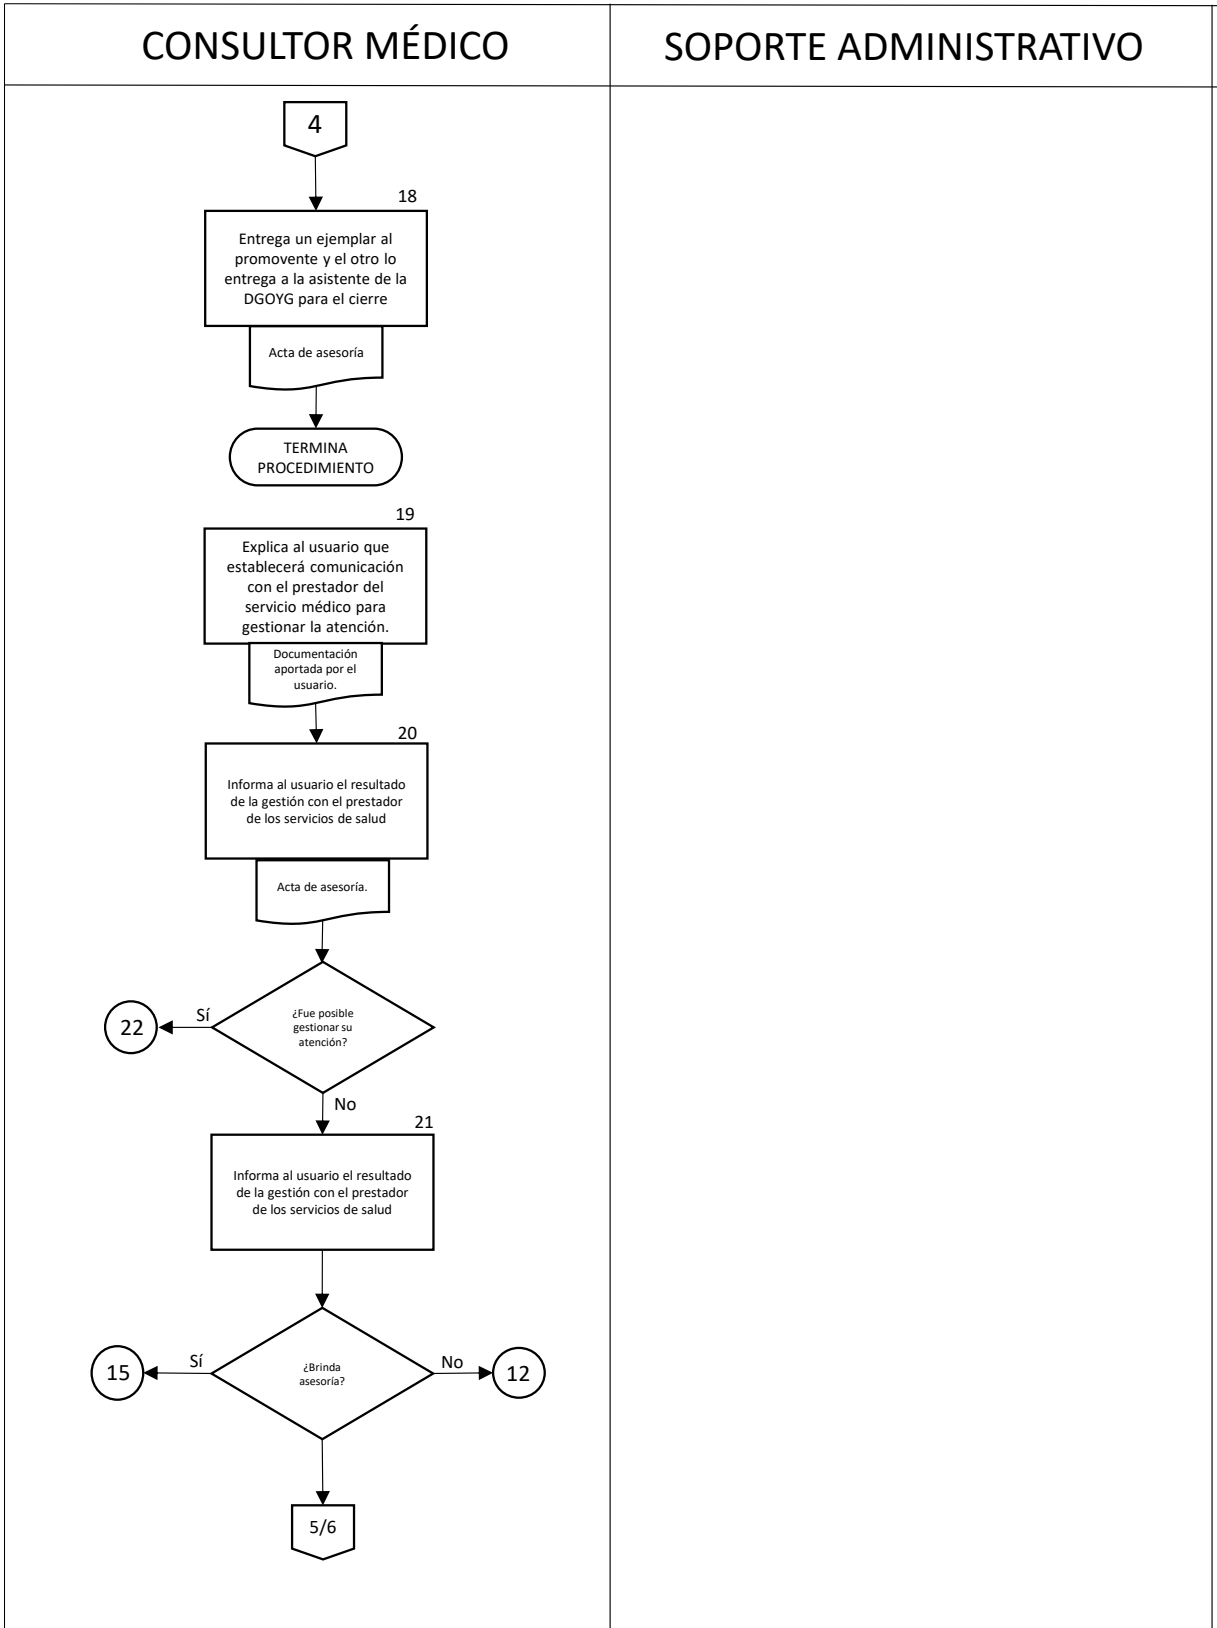 CONSULTOR MÉDICO
SOPORTE ADMINISTRATIVO
4
18
Entrega un ejemplar al
promovente y el otro lo
entrega a la asistente de la
DGOYG para el cierre
Acta de asesoría
TERMINA
PROCEDIMIENTO
19
Explica al usuario que
establecerá comunicación
con el prestador del
servicio médico para
gestionar la atención.
Documentación
aportada por el
usuario.
20
Informa al usuario el resultado
de la gestión con el prestador
de los servicios de salud
Acta de asesoría.
¿Fue posible
gestionar su
atención?
Sí
22
No
21
Informa al usuario el resultado
de la gestión con el prestador
de los servicios de salud
¿Brinda
asesoría?
Sí
15
No
12
5/6